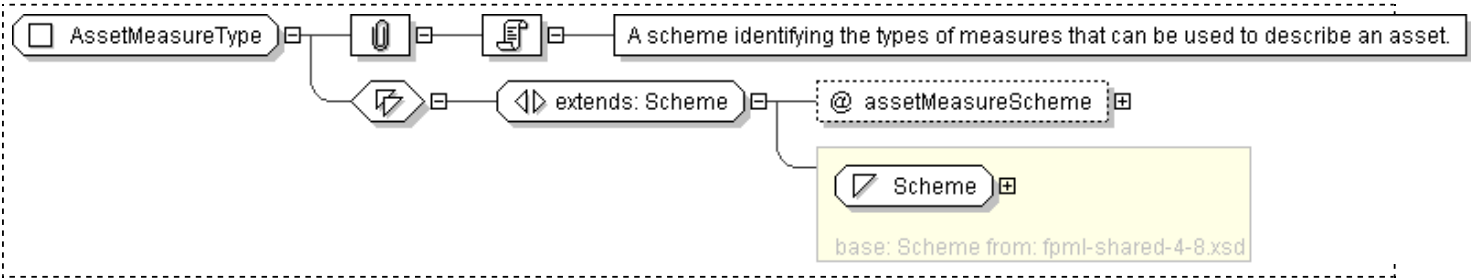 AssetMeasureType
A scheme identifying the types of measures that can be used to describe an asset.
extends: Scheme
@ assetMeasureScheme
Scheme
base: Scheme from: fpml-shared-4-8.xsd